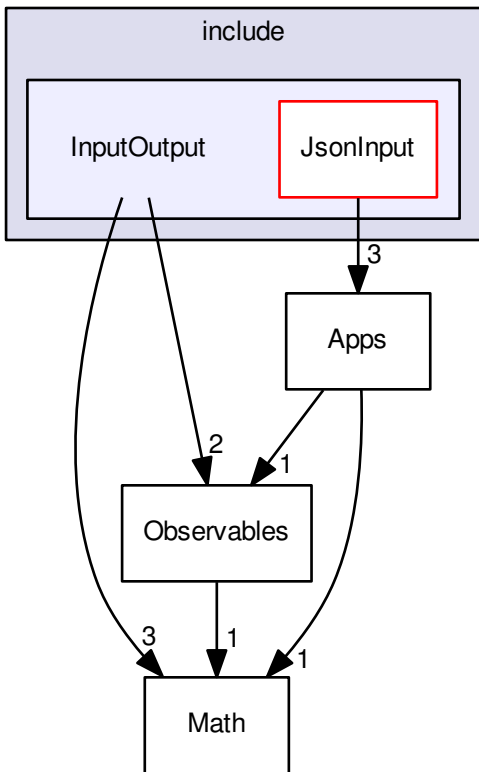 include
InputOutput
JsonInput
3
Apps
2
1
Observables
3
1
1
Math